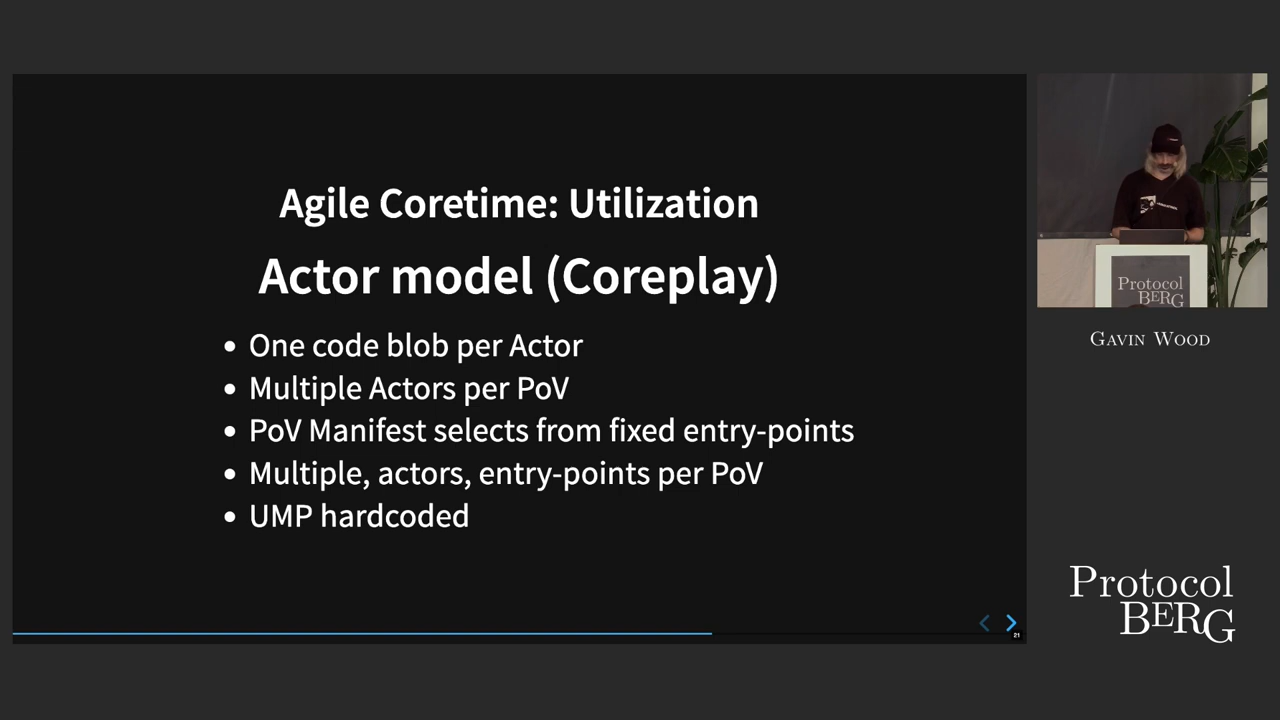 Agile Coretime: Utilization
Actor model (Coreplay)
One code blob per Actor
Multiple Actors per PoV
PoV Manifest selects from fixed entry-points
Multiple, actors, entry-points per PoV
UMP hardcoded
21
Protocol
BERG
Gavin Wood
Protocol
BERG